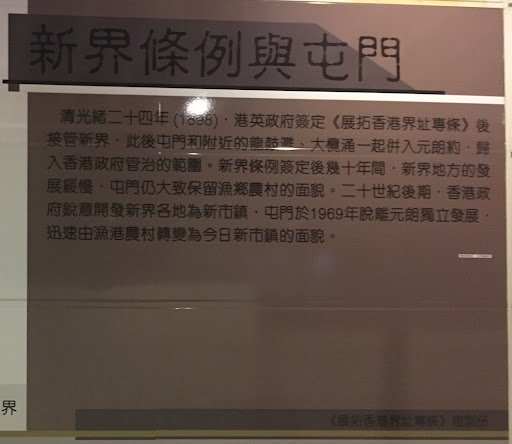 新界條例與屯門
清光緒二十四年(1898)，港英政府簽定《展拓香港界址專條》後
接管新界，此後屯門和附近的龍鼓灘、大欖涌一起併入元朗約，歸
入香港政府管治的範圍。新界條例簽定後幾十年間，新界地方的發
展緩慢，屯門仍大致保留漁鄉農村的面貌。二十世紀後期，香港政
府銳意開發新界各地為新市鎮，屯門於1969年脫離元朗獨立發展，
迅速由漁港農村轉變為今日新市鎮的面貌。
界
《展拓香港界址專條》